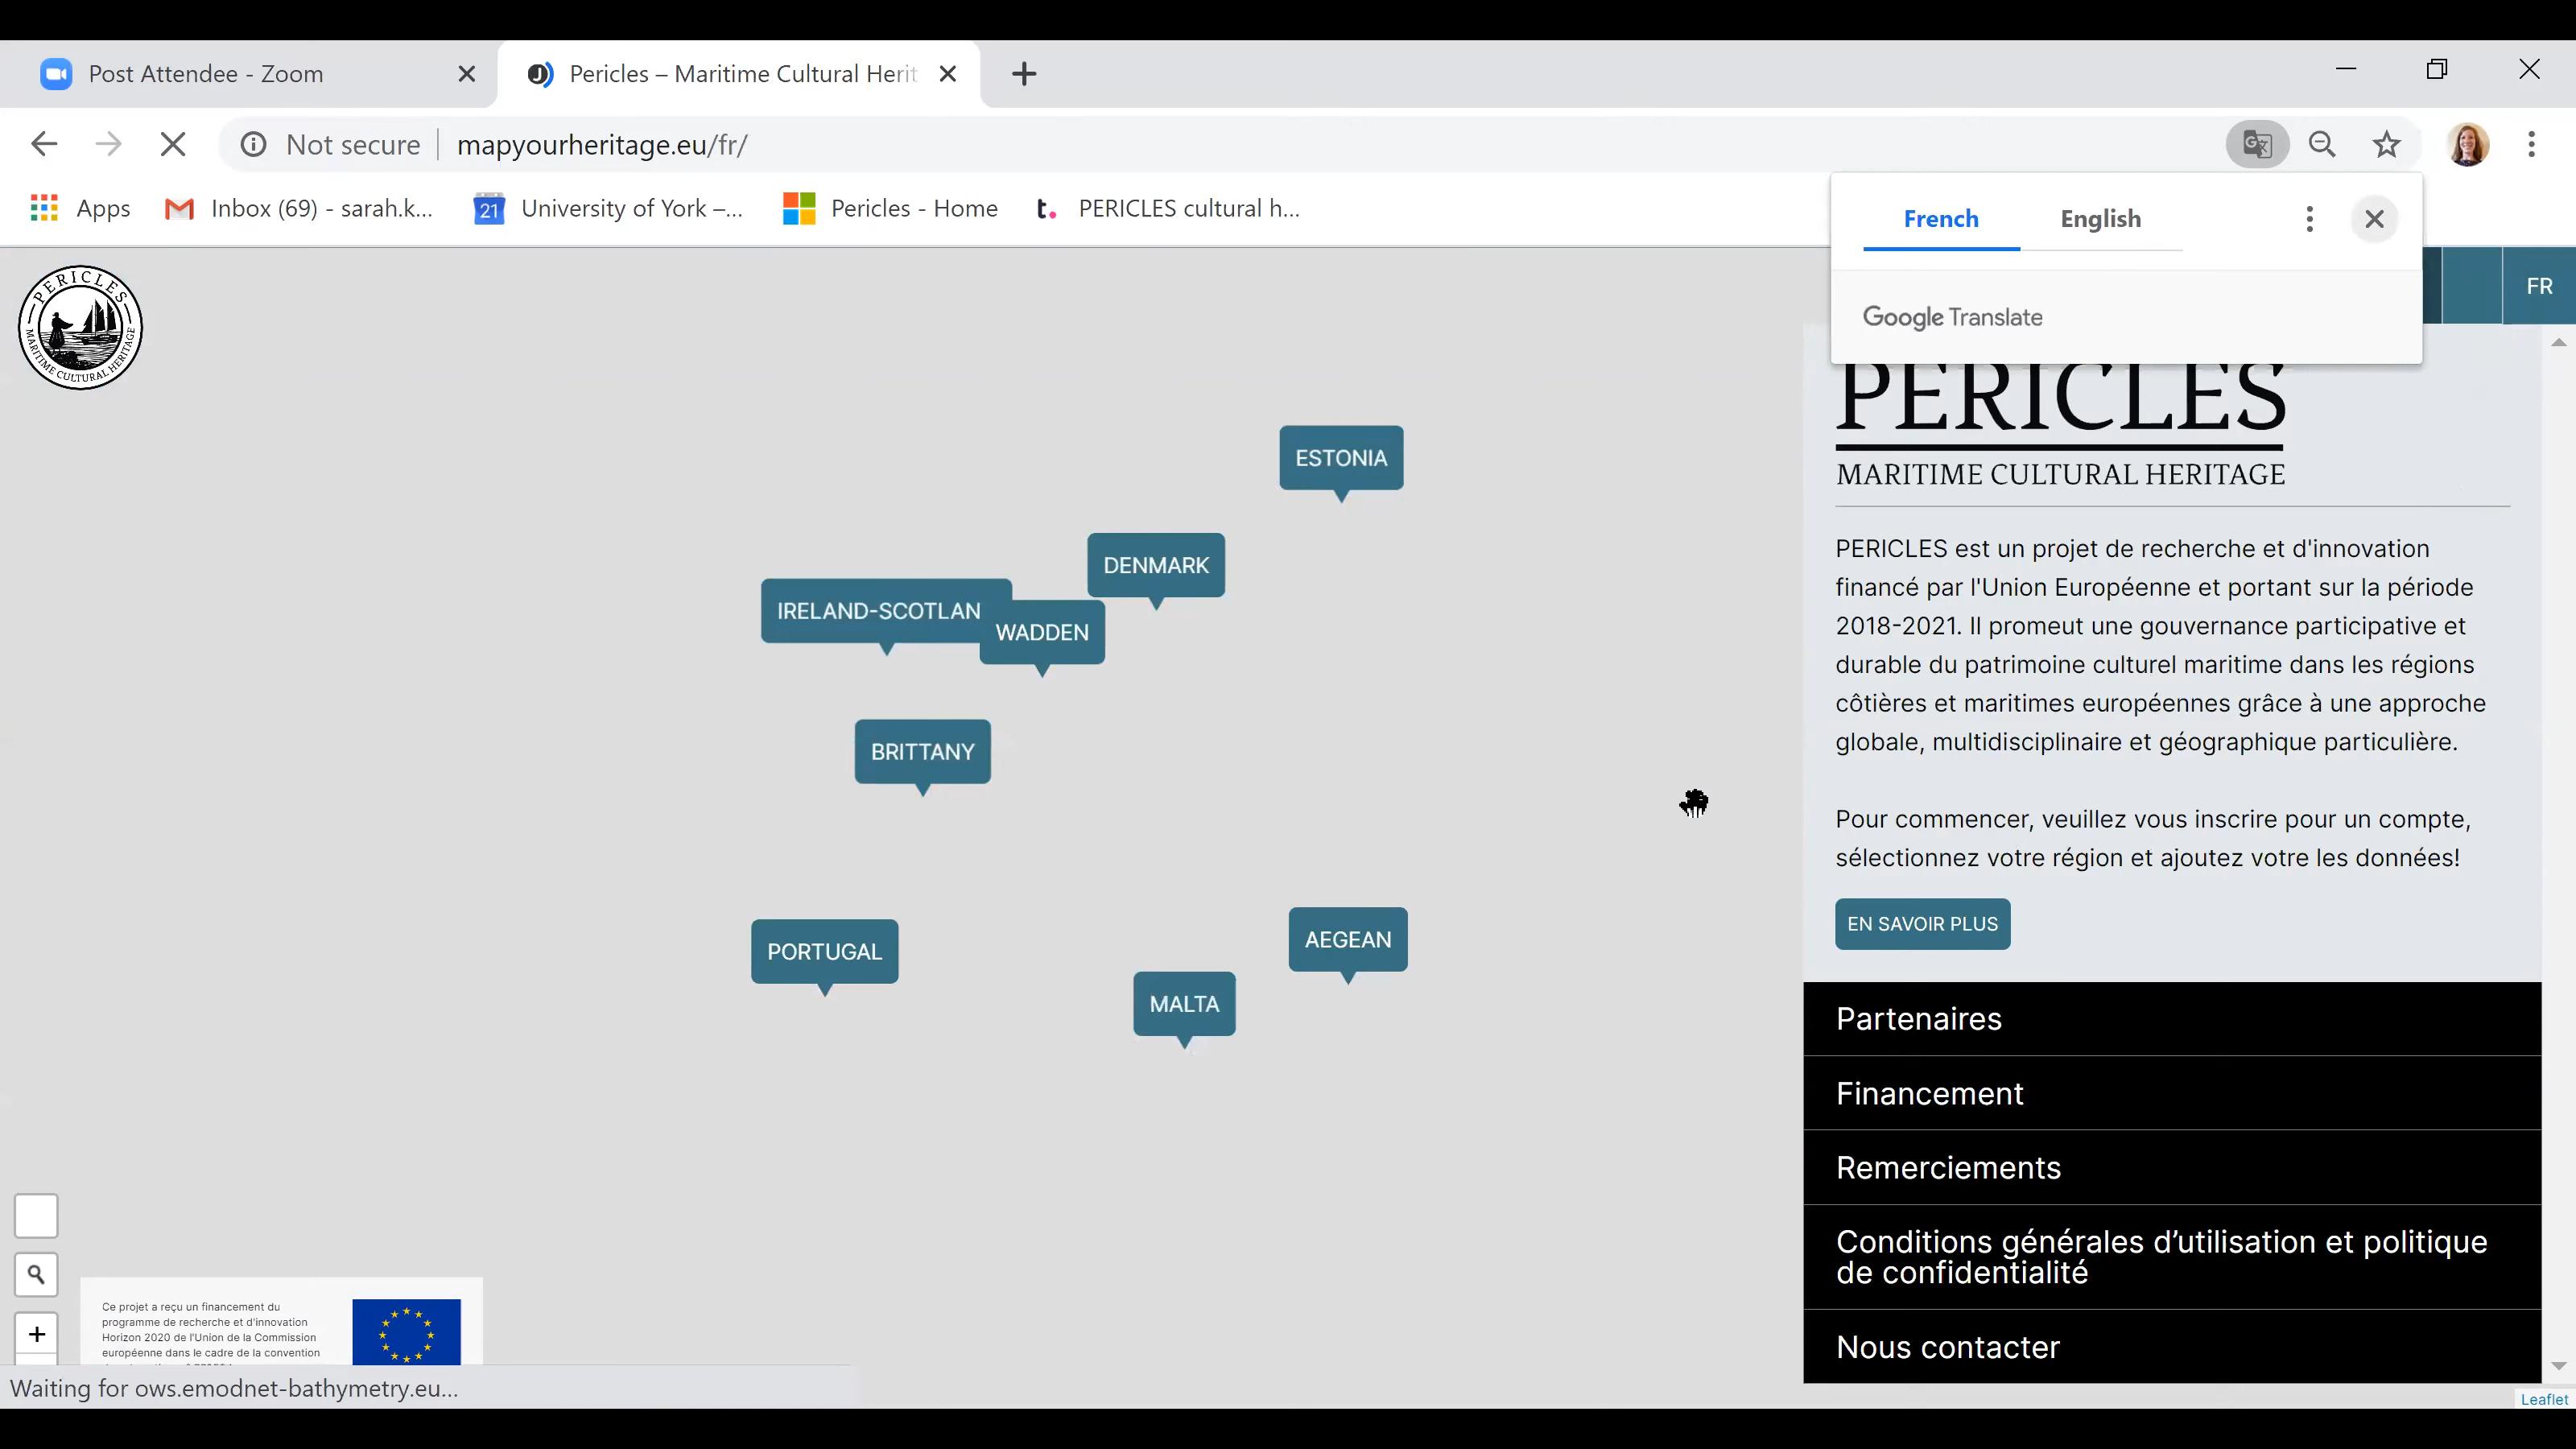 Post Attendee - Zoom
Pericles – Maritime Cultural Herit
Not secure
mapyourheritage.eu/fr/
Apps
Inbox (69) - sarah.k...
21
University of York –...
Pericles - Home
t.
PERICLES cultural h...
French
English
Google Translate
FR
PERICLES
MARITIME CULTURAL HERITAGE
PERICLES
MARITIME CULTURAL HERITAGE
PERICLES est un projet de recherche et d'innovation
financé par l'Union Européenne et portant sur la période
2018-2021. Il promeut une gouvernance participative et
durable du patrimoine culturel maritime dans les régions
côtières et maritimes européennes grâce à une approche
globale, multidisciplinaire et géographique particulière.
Pour commencer, veuillez vous inscrire pour un compte,
sélectionnez votre région et ajoutez votre les données!
EN SAVOIR PLUS
Partenaires
Financement
Remerciements
Conditions générales d’utilisation et politique
de confidentialité
Nous contacter
ESTONIA
DENMARK
IRELAND-SCOTLAN
WADDEN
BRITTANY
PORTUGAL
AEGEAN
MALTA
+
Ce projet a reçu un financement du
programme de recherche et d'innovation
Horizon 2020 de l'Union de la Commission
européenne dans le cadre de la convention
Waiting for ows.emodnet-bathymetry.eu...
Leaflet